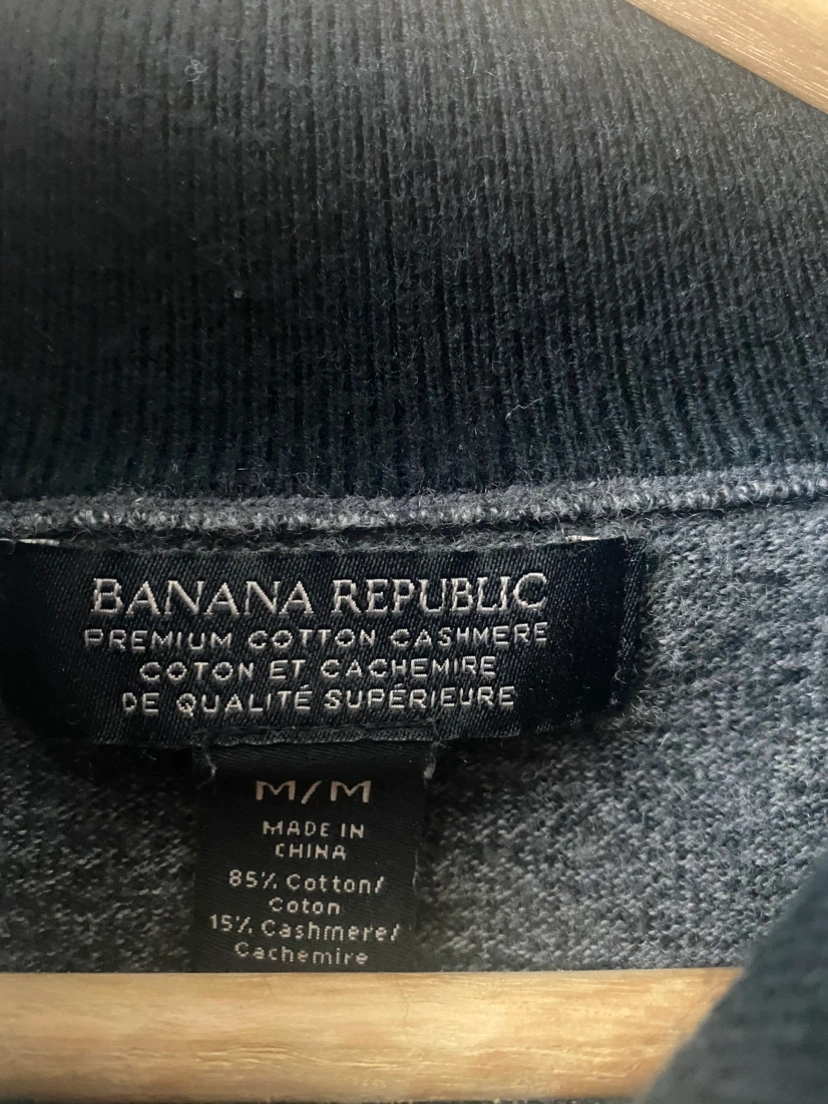 BANANA REPUBLIC
PREMIUM COTTON CASHMERE
COTON ET CACHEMIRE
DE QUALITÉ SUPÉRIEURE
M/M
MADE IN
CHINA
85% Cotton/
Coton
15% Cashmere/
Cachemire